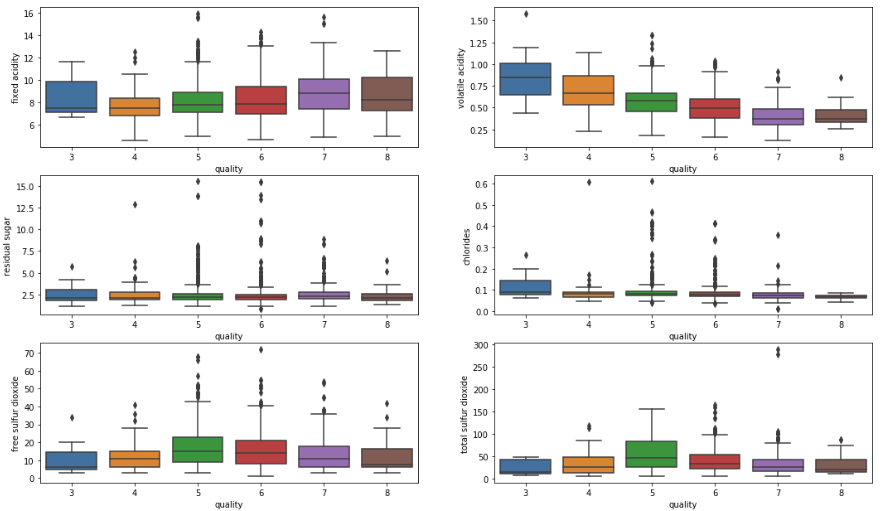 fixed acidity
16
14
12
10
8
6
3 4 5 6 7 8
quality
volatile acidity
1.50
1.25
1.00
0.75
0.50
0.25
3 4 5 6 7 8
quality
residual sugar
15.0
12.5
10.0
7.5
5.0
2.5
3 4 5 6 7 8
quality
chlorides
0.6
0.5
0.4
0.3
0.2
0.1
0.0
3 4 5 6 7 8
quality
free sulfur dioxide
70
60
50
40
30
20
10
0
3 4 5 6 7 8
quality
total sulfur dioxide
300
250
200
150
100
50
0
3 4 5 6 7 8
quality